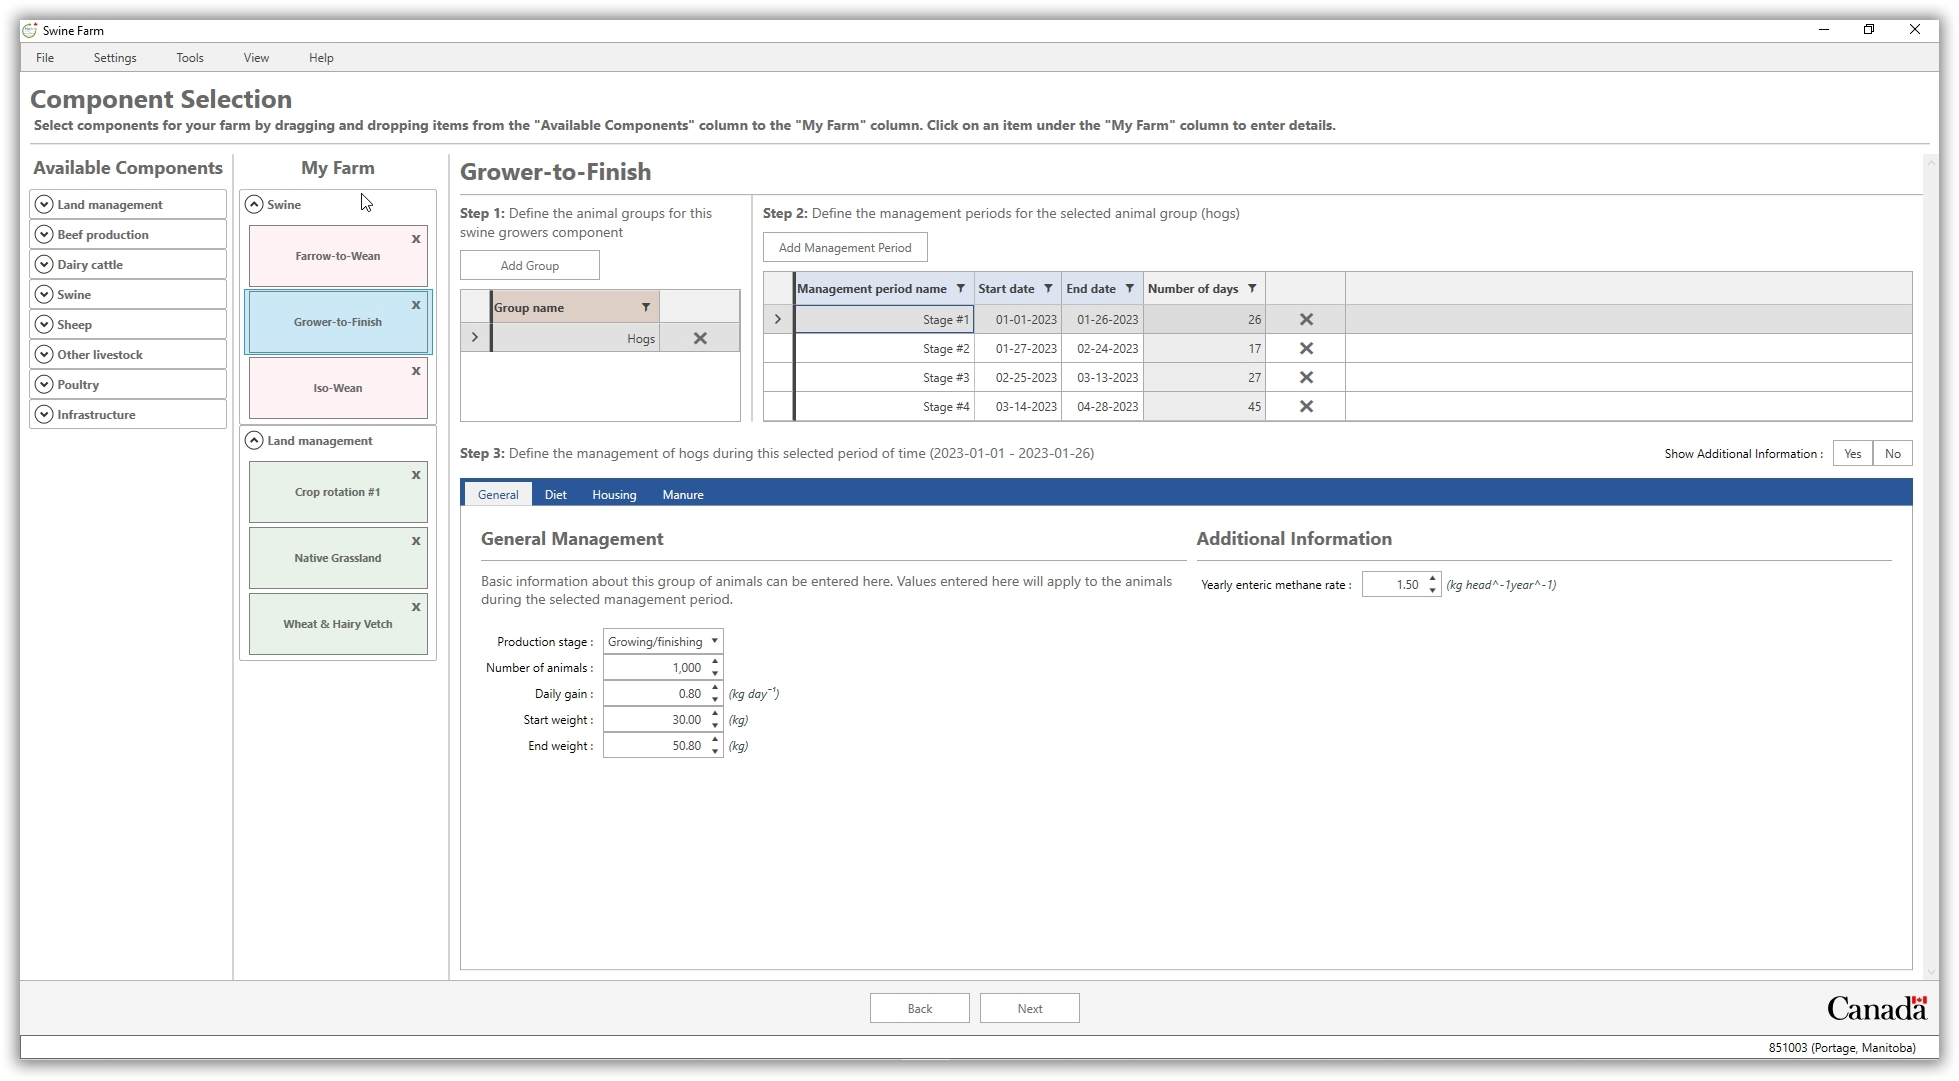 Swine Farm
File Settings Tools View Help
Component Selection
Select components for your farm by dragging and dropping items from the "Available Components" column to the "My Farm" column. Click on an item under the "My Farm" column to enter details.
Available Components
Land management
Beef production
Dairy cattle
Swine
Sheep
Other livestock
Poultry
Infrastructure
My Farm
Swine
Farrow-to-Wean X
Grower-to-Finish X
Iso-Wean X
Land management
Crop rotation #1 X
Native Grassland X
Wheat & Hairy Vetch X
Grower-to-Finish
Step 1: Define the animal groups for this
swine growers component
Add Group
Group name
Hogs
Step 2: Define the management periods for the selected animal group (hogs)
Add Management Period
Management period name Start date End date Number of days
Stage #1 01-01-2023 01-26-2023 26
Stage #2 01-27-2023 02-24-2023 17
Stage #3 02-25-2023 03-13-2023 27
Stage #4 03-14-2023 04-28-2023 45
Step 3: Define the management of hogs during this selected period of time (2023-01-01 - 2023-01-26)
Show Additional Information : Yes No
General Diet Housing Manure
General Management
Basic information about this group of animals can be entered here. Values entered here will apply to the animals
during the selected management period.
Production stage : Growing/finishing
Number of animals : 1,000
Daily gain : 0.80 (kg day⁻¹)
Start weight : 30.00 (kg)
End weight : 50.80 (kg)
Additional Information
Yearly enteric methane rate : 1.50 (kg head^-1year^-1)
Back Next
Canada
851003 (Portage, Manitoba)